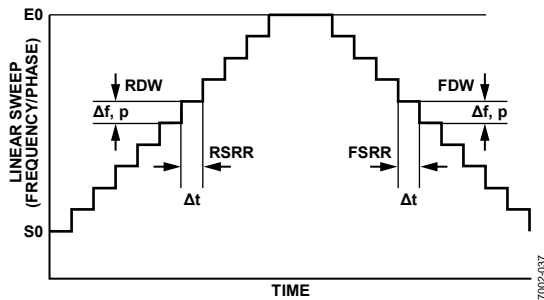 E0
RDW
FDW
Δf, p
Δf, p
LINEAR SWEEP
(FREQUENCY/PHASE)
RSRR
FSRR
Δt
Δt
S0
TIME
7002-037